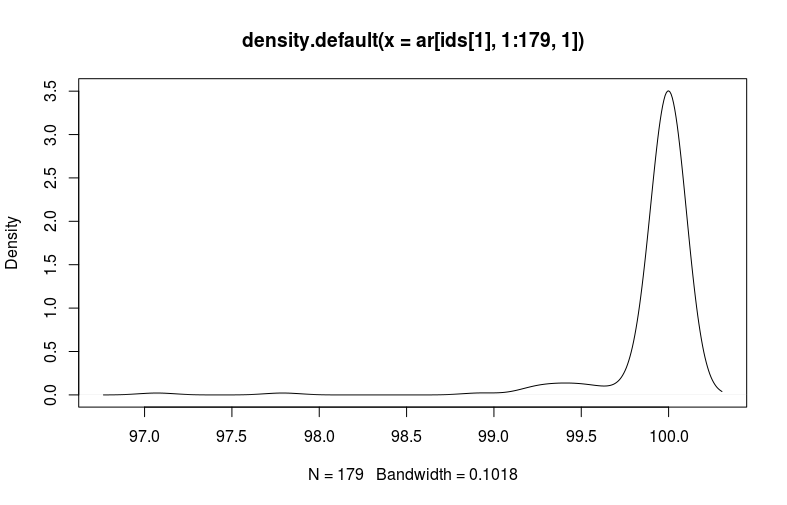 density.default(x = ar[ids[1], 1:179, 1])
Density
3.5
3.0
2.5
2.0
1.5
1.0
0.5
0.0
97.0 97.5 98.0 98.5 99.0 99.5 100.0
N = 179 Bandwidth = 0.1018